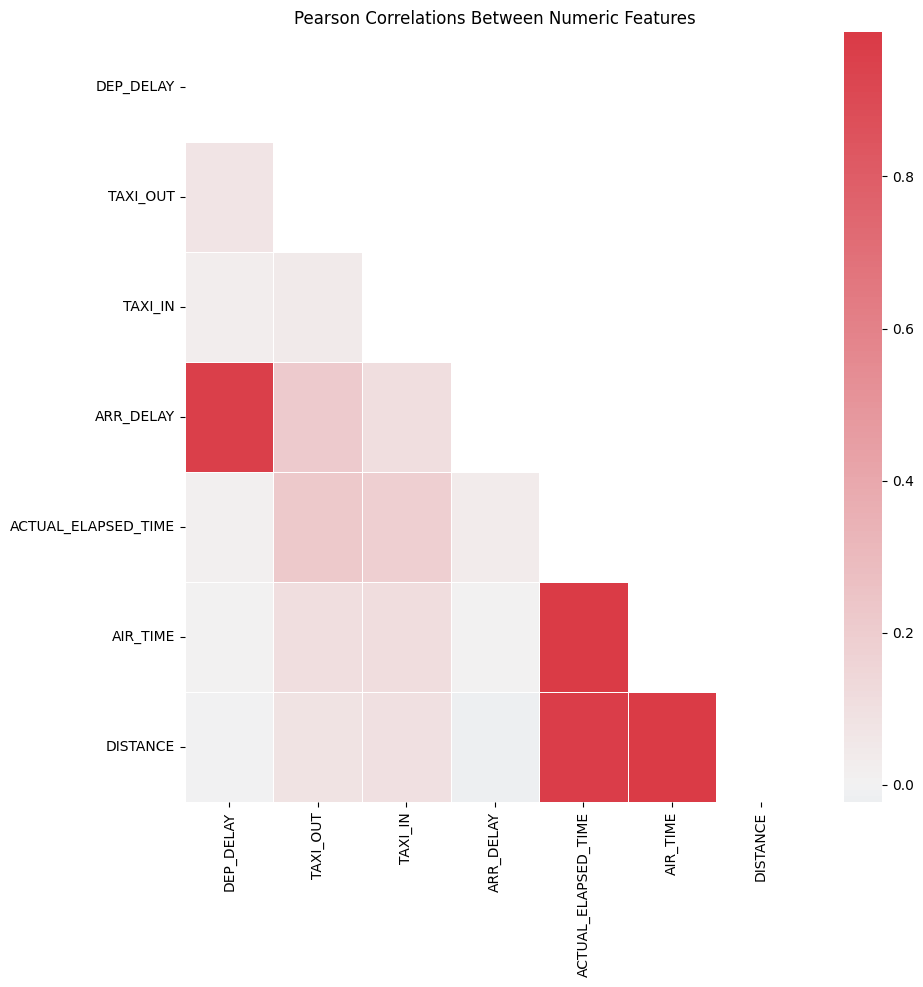 Pearson Correlations Between Numeric Features
DEP_DELAY
TAXI_OUT
TAXI_IN
ARR_DELAY
ACTUAL_ELAPSED_TIME
AIR_TIME
DISTANCE
DEP_DELAY
TAXI_OUT
TAXI_IN
ARR_DELAY
ACTUAL_ELAPSED_TIME
AIR_TIME
DISTANCE
0.8
0.6
0.4
0.2
0.0